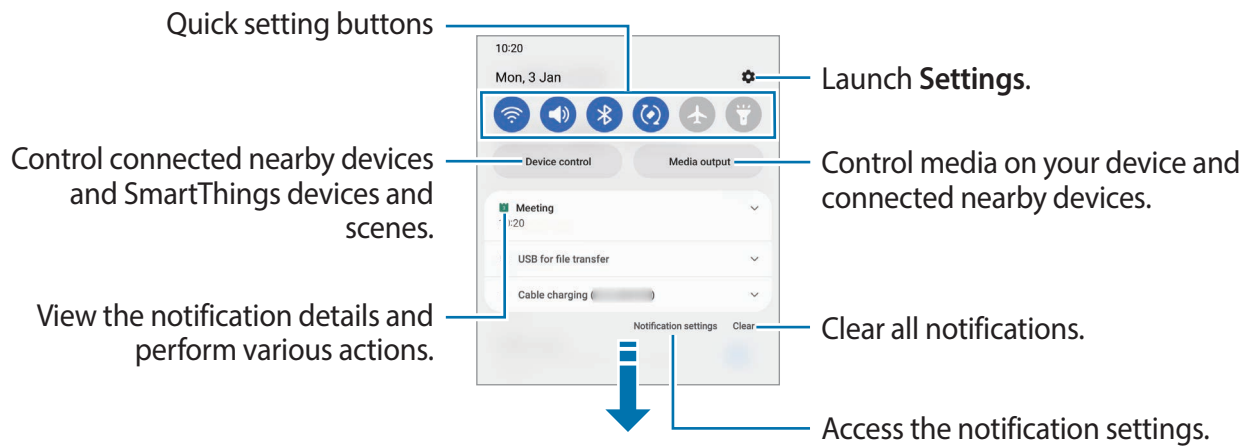 Quick setting buttons
10:20
Mon, 3 Jan
Launch Settings.
Control connected nearby devices
and SmartThings devices and
scenes.
Device control
Media output
Control media on your device and
connected nearby devices.
Meeting
10:20
USB for file transfer
Cable charging ( )
View the notification details and
perform various actions.
Notification settings
Clear
Clear all notifications.
Access the notification settings.